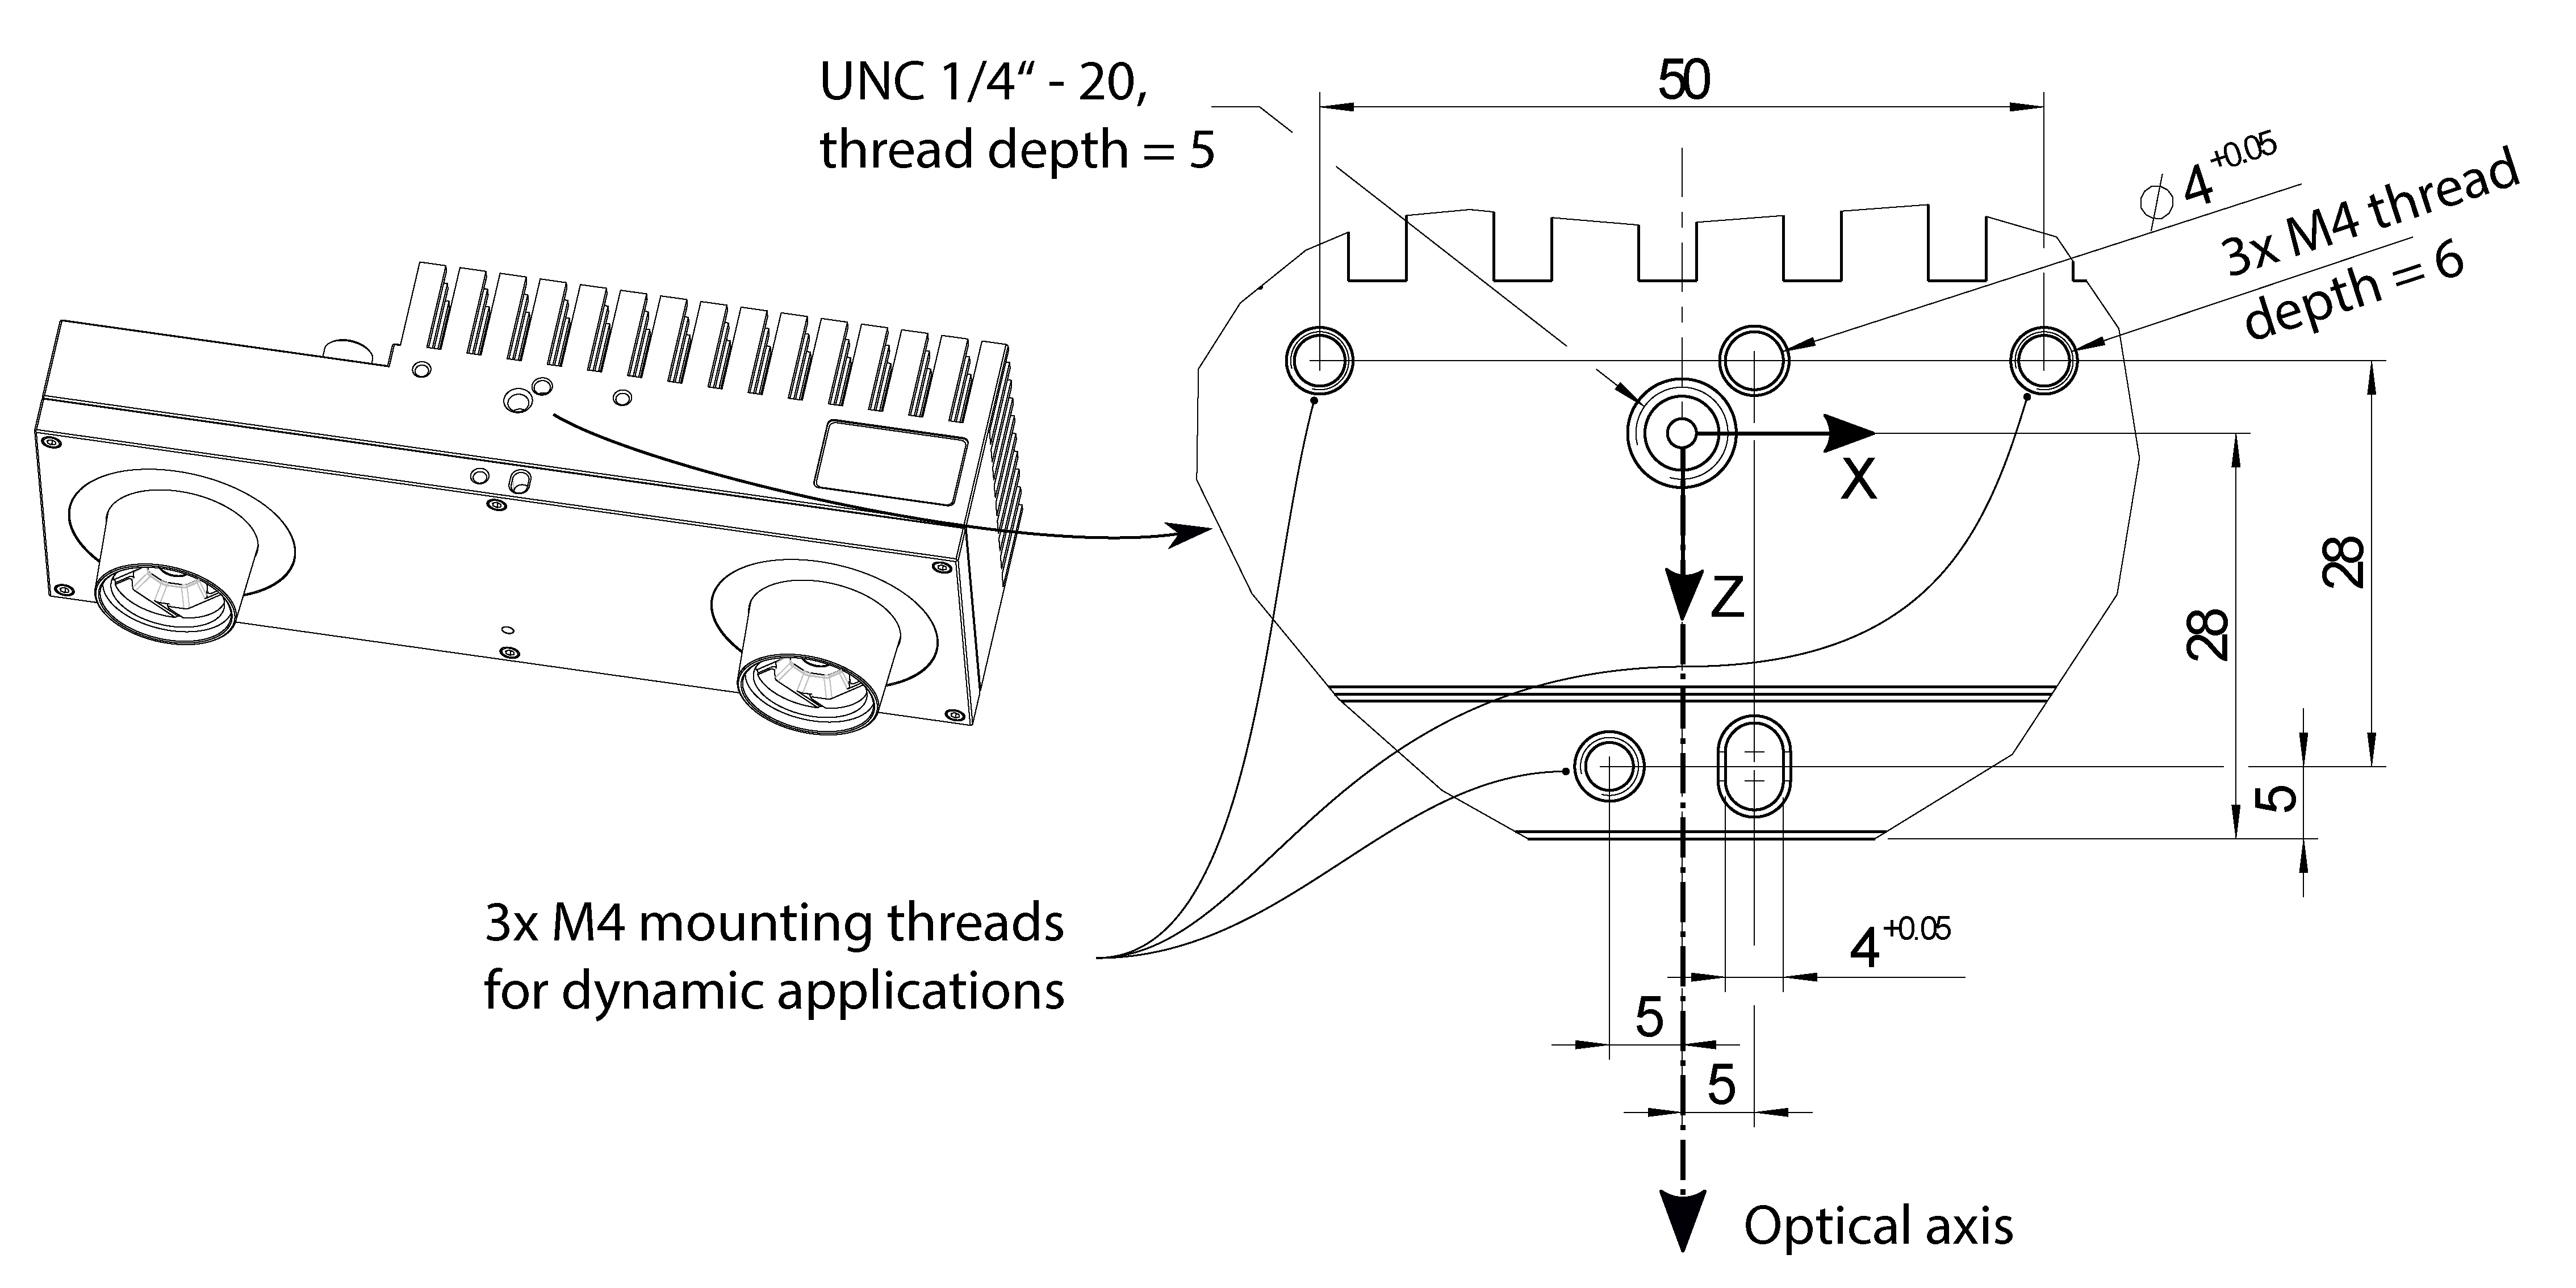 UNC 1/4“ - 20,
thread depth = 5
50
⌀ 4 +0.05
3x M4 thread
depth = 6
X
Z
28
28
5
3x M4 mounting threads
for dynamic applications
4 +0.05
5
5
Optical axis